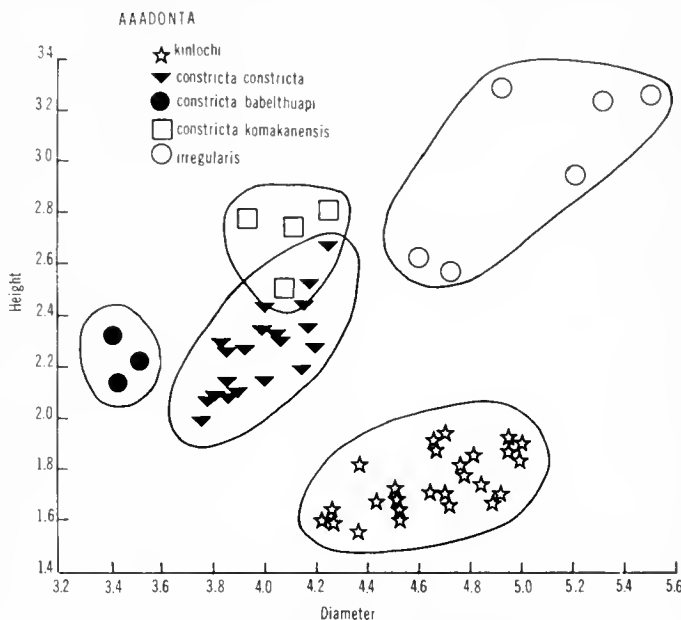 AAADONTA
kinlochi
constricta constricta
constricta babelthuapi
constricta komakanensis
irregularis
3.4
3.2
3.0
2.8
2.6
2.4
2.2
2.0
1.8
1.6
1.4
Height
3.2 3.4 3.6 3.8 4.0 4.2 4.4 4.6 4.8 5.0 5.2 5.4 5.6
Diameter